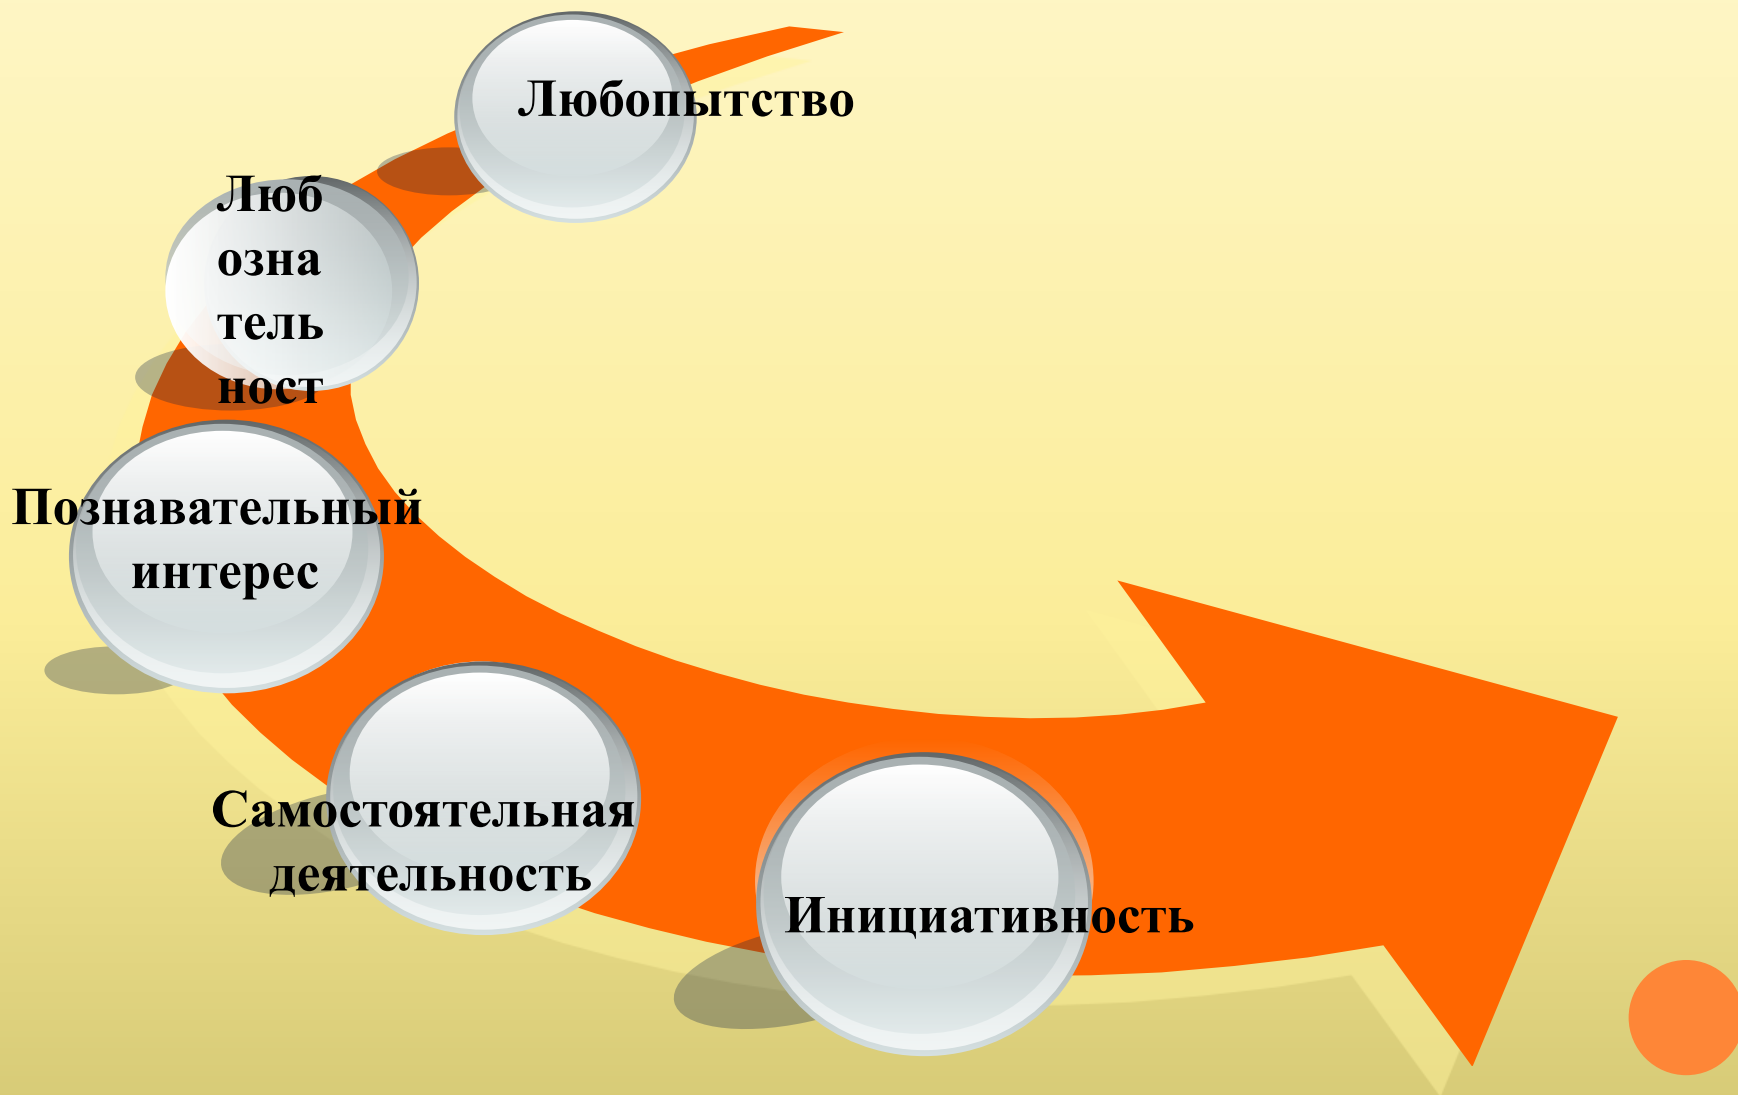 Любопытство
Люб
озна
тель
ност
Познавательный
интерес
Самостоятельная
деятельность
Инициативность